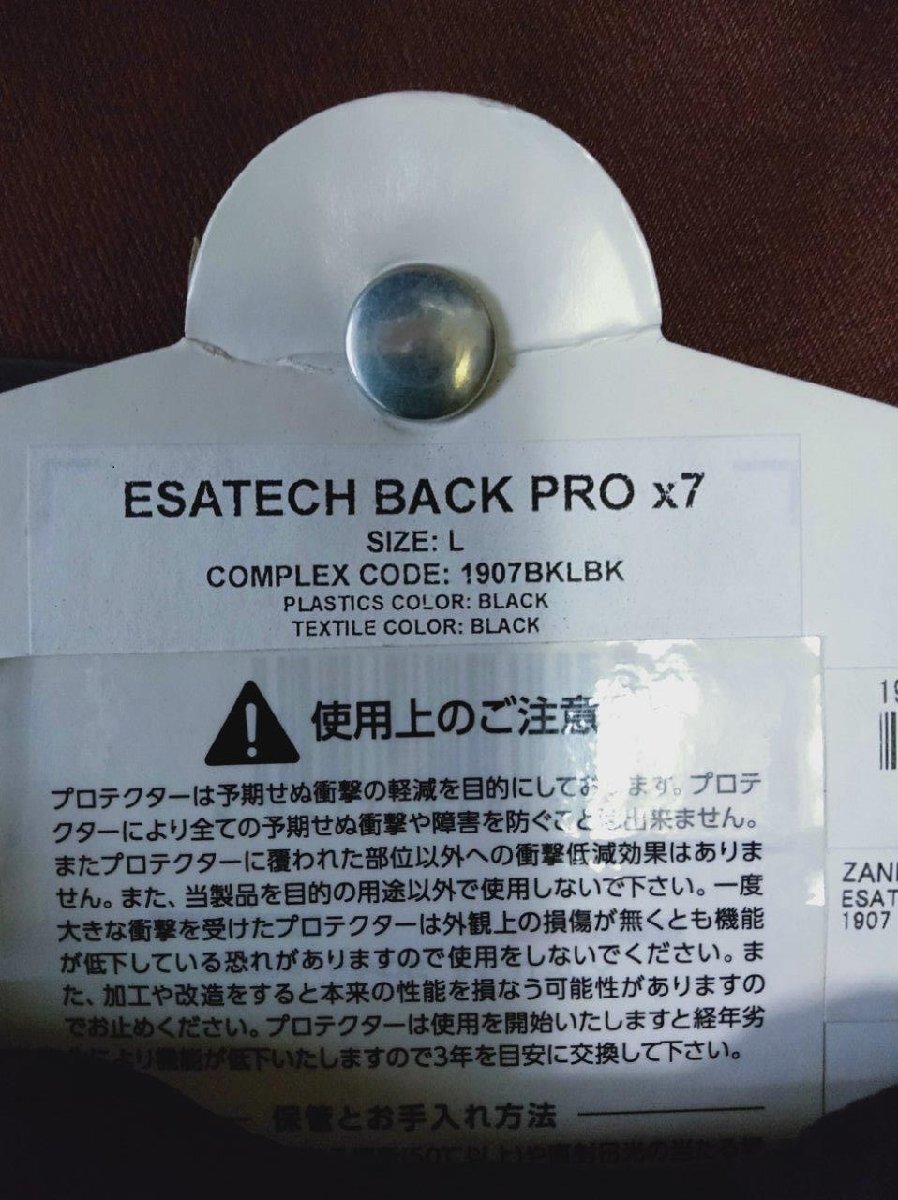 ESATECH BACK PRO x7
SIZE: L
COMPLEX CODE: 1907BKLBK
PLASTICS COLOR: BLACK
TEXTILE COLOR: BLACK
使用上のご注意
プロテクターは予期せぬ衝撃の軽減を目的にしております。プロテ
クターにより全ての予期せぬ衝撃や障害を防ぐことは出来ません。
またプロテクターに覆われた部位以外への衝撃低減効果はありま
せん。また、当製品を目的の用途以外で使用しないで下さい。一度
大きな衝撃を受けたプロテクターは外観上の損傷が無くとも機能
が低下している恐れがありますので使用をしないでください。ま
た、加工や改造をすると本来の性能を損なう可能性がありますの
でお止めください。プロテクターは使用を開始いたしますと経年劣
により機能が低下いたしますので3年を目安に交換して下さい。
保管とお手入れ方法
(50℃以上)や直射日光の当たる
19
ZAN
ESAT
1907